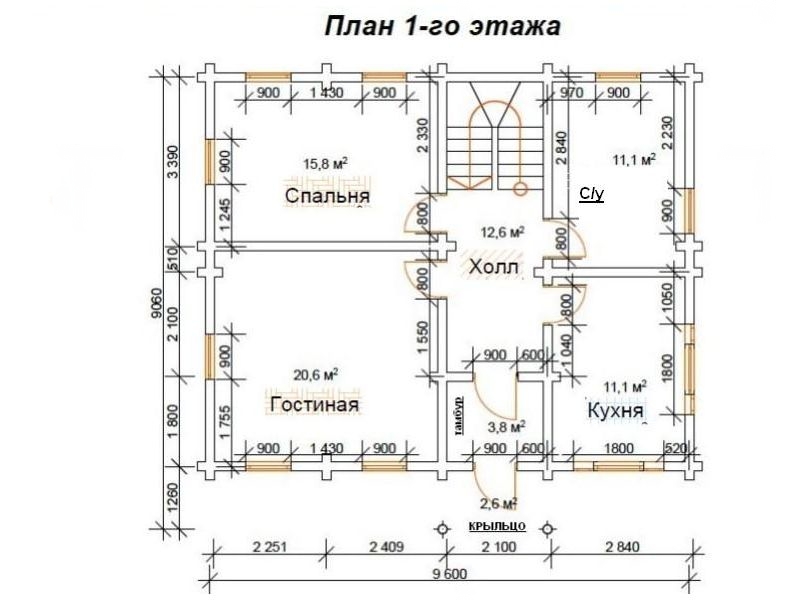 План 1-го этажа
900 1 430 900 970 900
3 390
900
1 245
15,8 м²
Спальня
2 330
800
2 840
11,1 м²
2 230
С/у
900
12,6 м²
Холл
800
510
9060
2 100
900
1 755
800
1 550
800
1 040
1050
1800
900 600
20,6 м²
Гостиная
11,1 м²
Кухня
тамбур
3,8 м²
1 800
900 1 430 900 900 600 1800 520
1260
2,6 м²
крыльцо
2 251 2 409 2 100 2 840
9 600